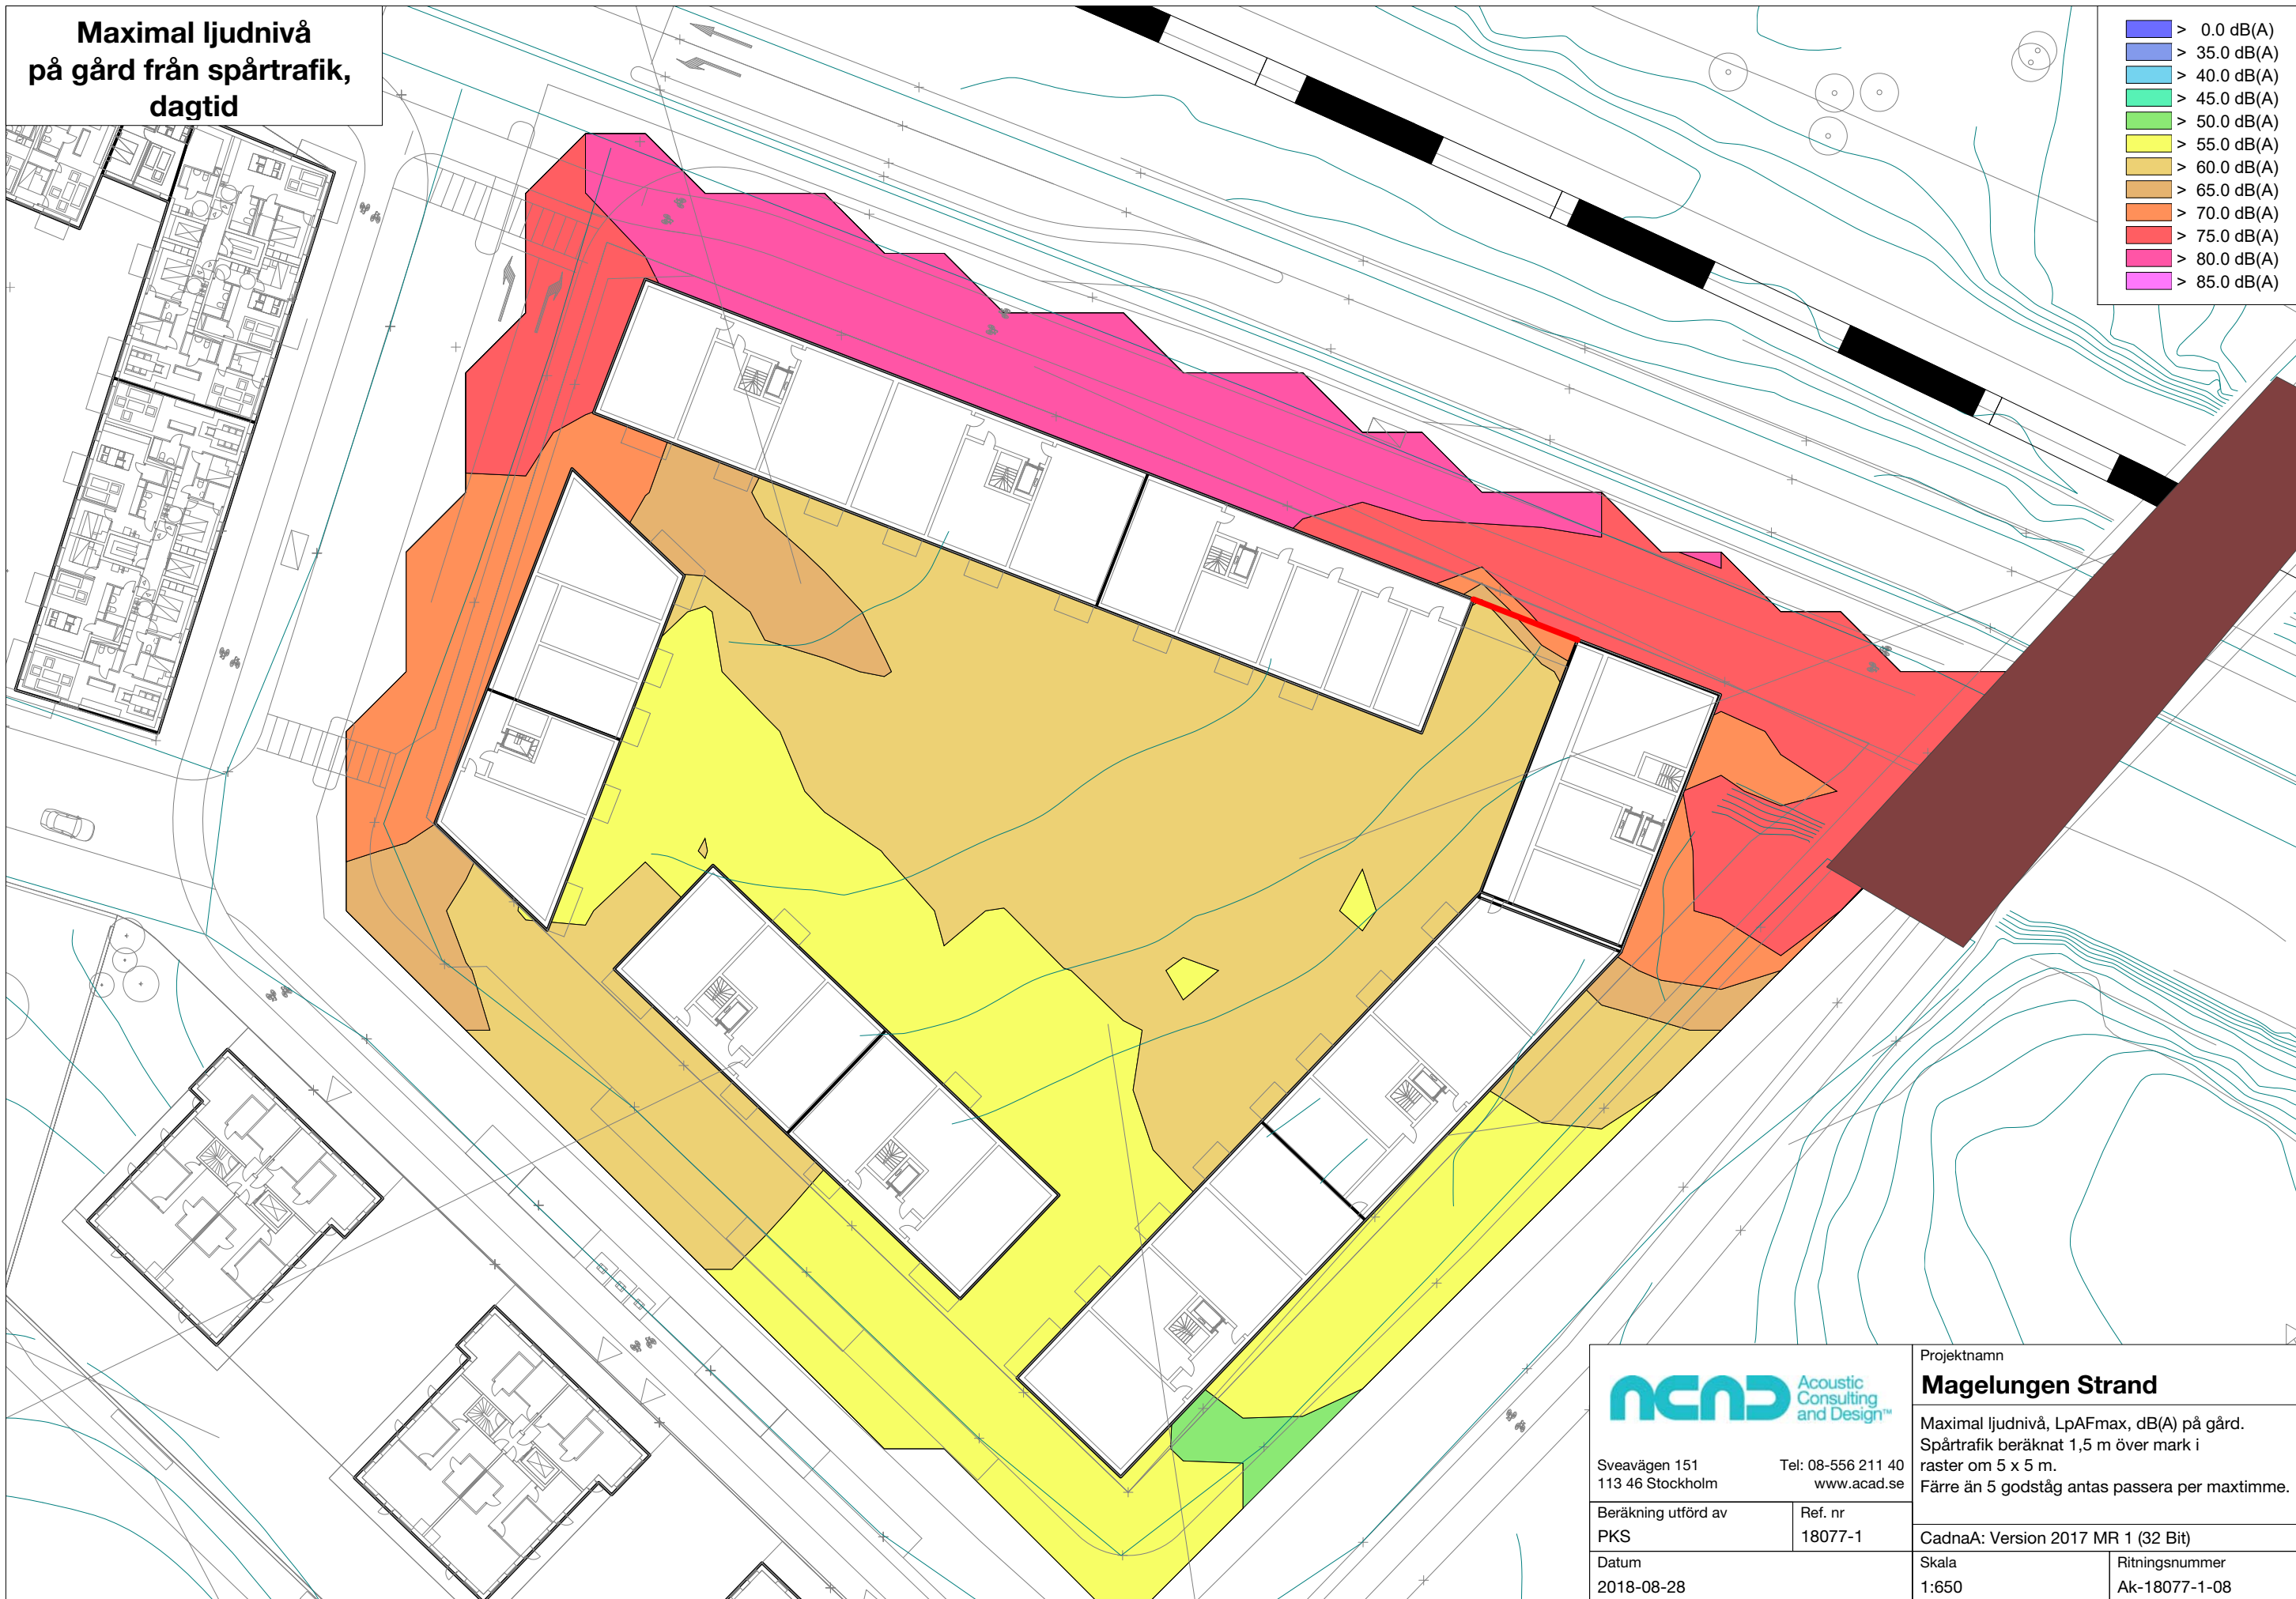 Maximal ljudnivå
på gård från spårtrafik,
dagtid
> 0.0 dB(A)
> 35.0 dB(A)
> 40.0 dB(A)
> 45.0 dB(A)
> 50.0 dB(A)
> 55.0 dB(A)
> 60.0 dB(A)
> 65.0 dB(A)
> 70.0 dB(A)
> 75.0 dB(A)
> 80.0 dB(A)
> 85.0 dB(A)
ACAD
Acoustic
Consulting
and Design™
Sveavägen 151
113 46 Stockholm
Tel: 08-556 211 40
www.acad.se
Beräkning utförd av
PKS
Ref. nr
18077-1
Datum
2018-08-28
Projektnamn
Magelungen Strand
Maximal ljudnivå, LpAFmax, dB(A) på gård.
Spårtrafik beräknat 1,5 m över mark i
raster om 5 x 5 m.
Färre än 5 godståg antas passera per maxtimme.
CadnaA: Version 2017 MR 1 (32 Bit)
Skala
1:650
Ritningsnummer
Ak-18077-1-08